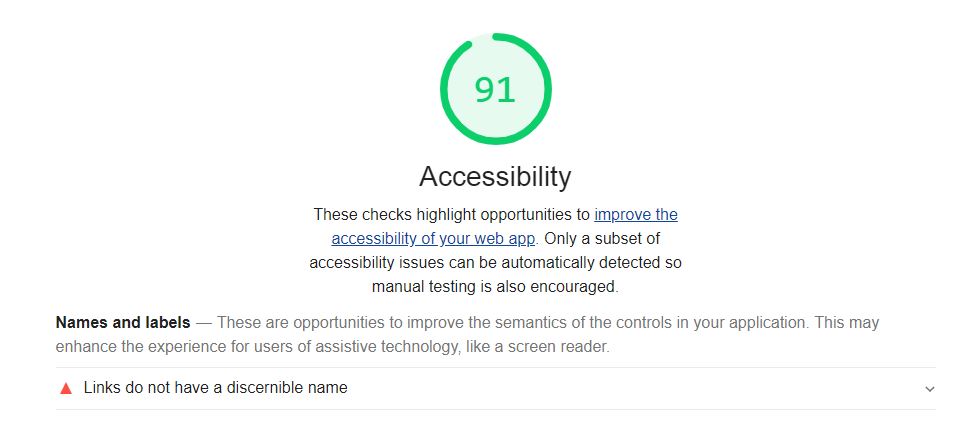 91
Accessibility
These checks highlight opportunities to improve the
accessibility of your web app. Only a subset of
accessibility issues can be automatically detected so
manual testing is also encouraged.
Names and labels — These are opportunities to improve the semantics of the controls in your application. This may
enhance the experience for users of assistive technology, like a screen reader.
Links do not have a discernible name